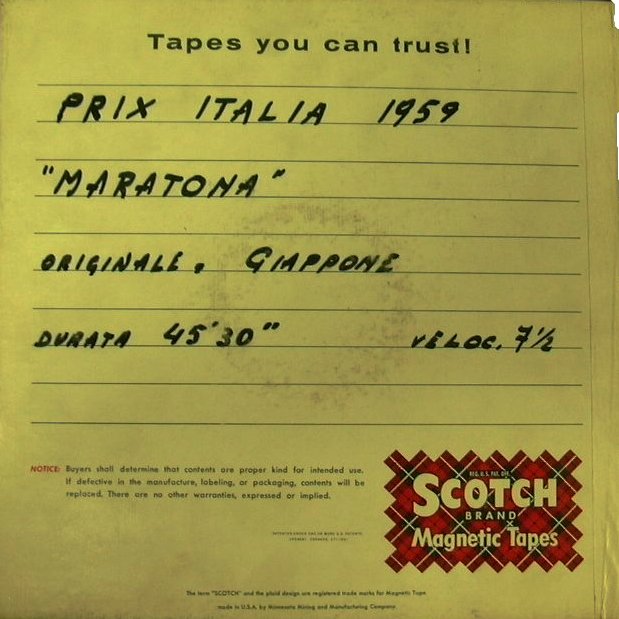 Tapes you can trust!
PRIX ITALIA 1959
"MARATONA"
ORIGINALE. GIAPPONE
DURATA 45'30" VELOC. 7½
NOTICE: Buyers shall determine that contents are proper kind for intended use.
If defective in the manufacture, labeling, or packaging, contents will be
replaced. There are no other warranties, expressed or implied.
REG. U.S. PAT. OFF.
SCOTCH
BRAND
Magnetic Tapes
The term "SCOTCH" and the plaid design are registered trade marks for Magnetic Tape
made in U.S.A. by Minnesota Mining and Manufacturing Company